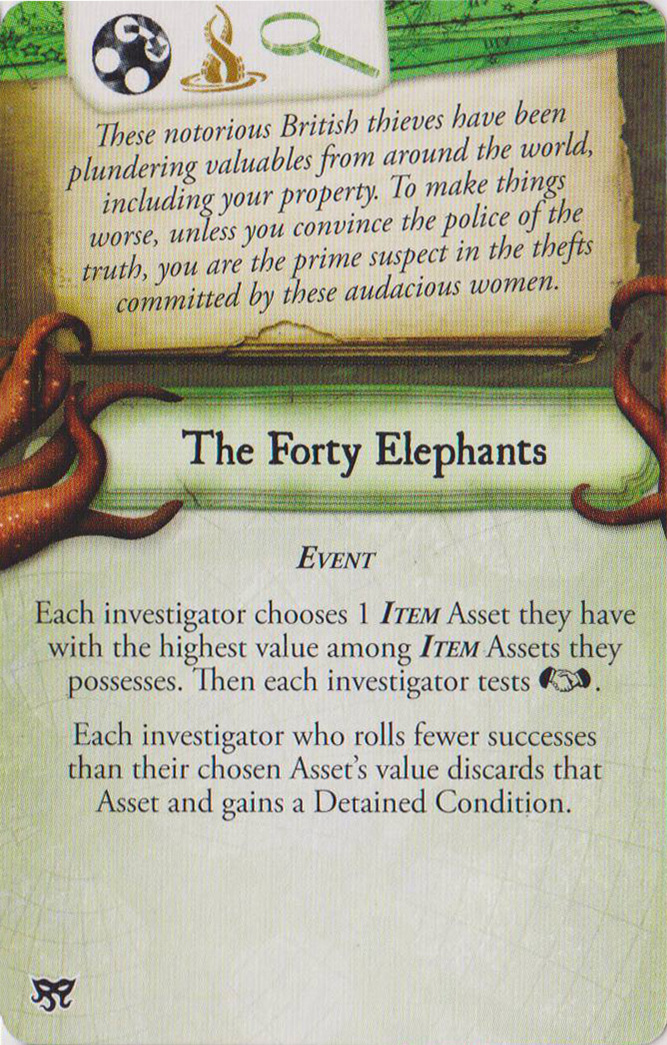 These notorious British thieves have been
plundering valuables from around the world,
including your property. To make things
worse, unless you convince the police of the
truth, you are the prime suspect in the thefts
committed by these audacious women.
The Forty Elephants
EVENT
Each investigator chooses 1 ITEM Asset they have
with the highest value among ITEM Assets they
possesses. Then each investigator tests .
Each investigator who rolls fewer successes
than their chosen Asset's value discards that
Asset and gains a Detained Condition.